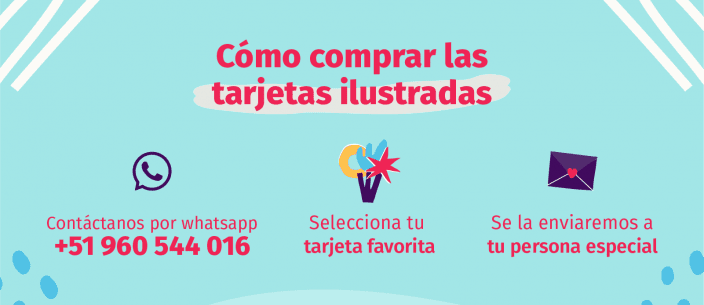 Cómo comprar las
tarjetas ilustradas
Contáctanos por whatsapp
+51 960 544 016
Selecciona tu
tarjeta favorita
Se la enviaremos a
tu persona especial